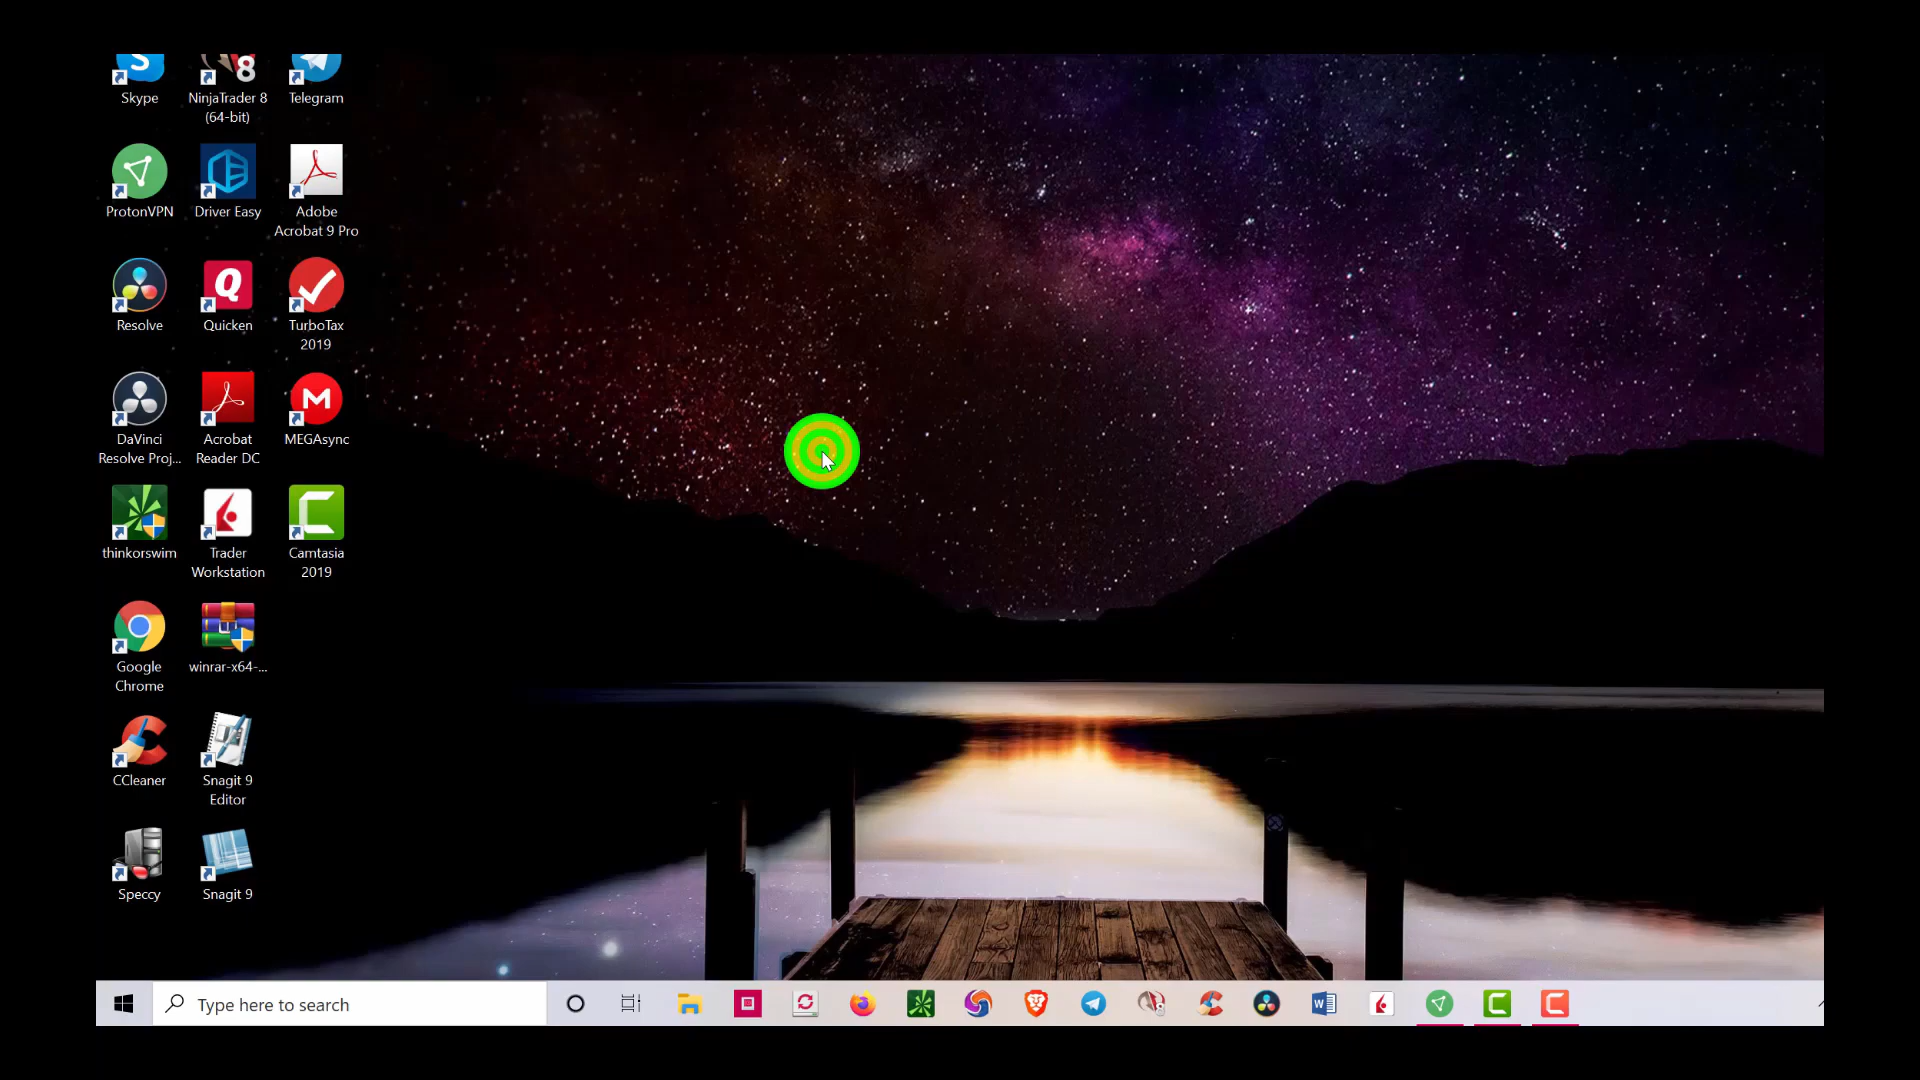 Skype
NinjaTrader 8
(64-bit)
Telegram
ProtonVPN
Driver Easy
Adobe
Acrobat 9 Pro
Resolve
Quicken
TurboTax
2019
DaVinci
Resolve Proj...
Acrobat
Reader DC
MEGAsync
thinkorswim
Trader
Workstation
Camtasia
2019
Google
Chrome
winrar-x64-...
CCleaner
Snagit 9
Editor
Speccy
Snagit 9
Type here to search